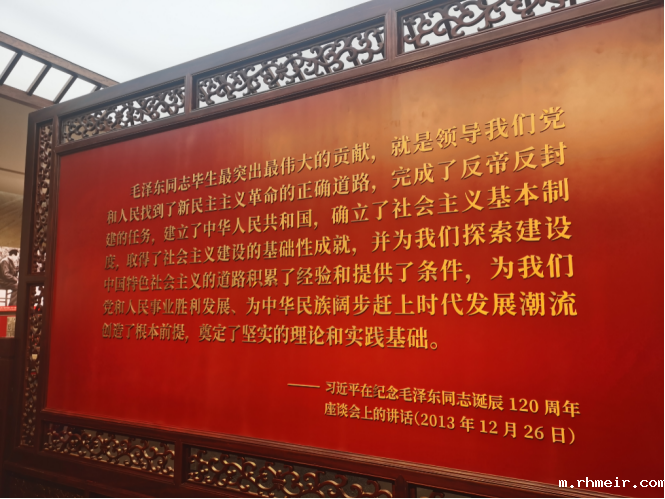 毛泽东同志毕生最突出最伟大的贡献，就是领导我们党
和人民找到了新民主主义革命的正确道路，完成了反帝反封
建的任务，建立了中华人民共和国，确立了社会主义基本制
度，取得了社会主义建设的基础性成就，并为我们探索建设
中国特色社会主义的道路积累了经验和提供了条件，为我们
党和人民事业胜利发展、为中华民族阔步赶上时代发展潮流
创造了根本前提，奠定了坚实的理论和实践基础。
—— 习近平在纪念毛泽东同志诞辰 120 周年
座谈会上的讲话(2013 年 12 月 26 日)
m.rhmeir.com